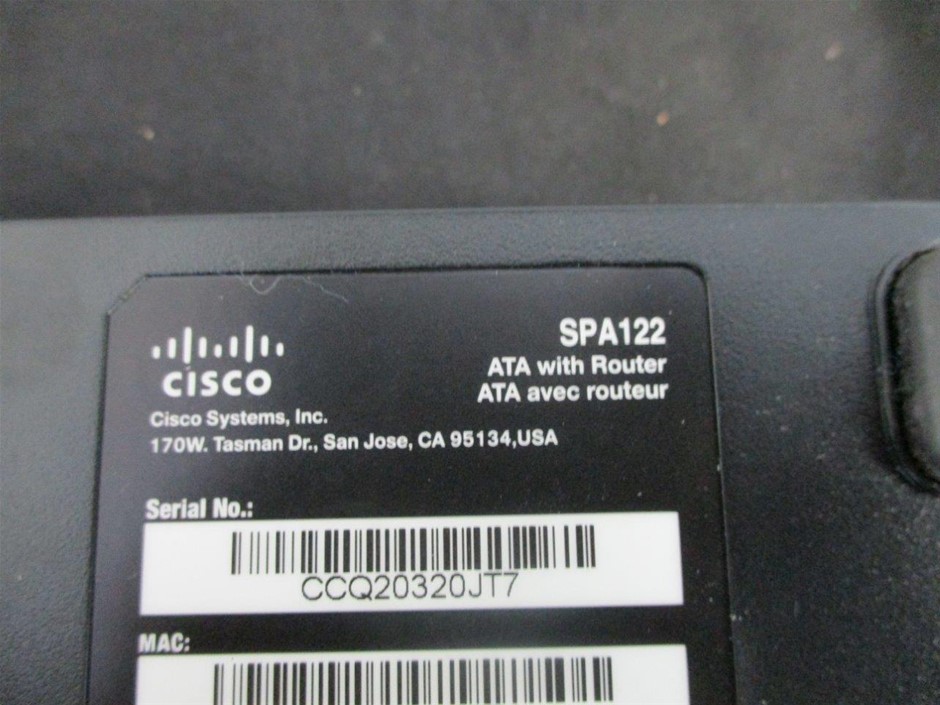 SPA122
ATA with Router
ATA avec routeur
CISCO
Cisco Systems, Inc.
170W. Tasman Dr., San Jose, CA 95134,USA
Serial No.:
CCQ20320JT7
MAC: